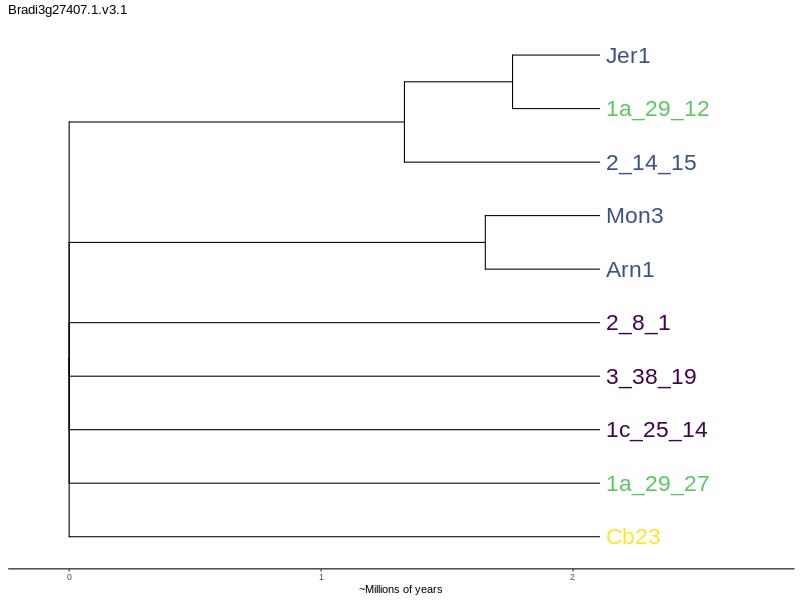 Bradi3g27407.1.v3.1
Jer1
1a_29_12
2_14_15
Mon3
Arn1
2_8_1
3_38_19
1c_25_14
1a_29_27
Cb23
0 1 2
~Millions of years